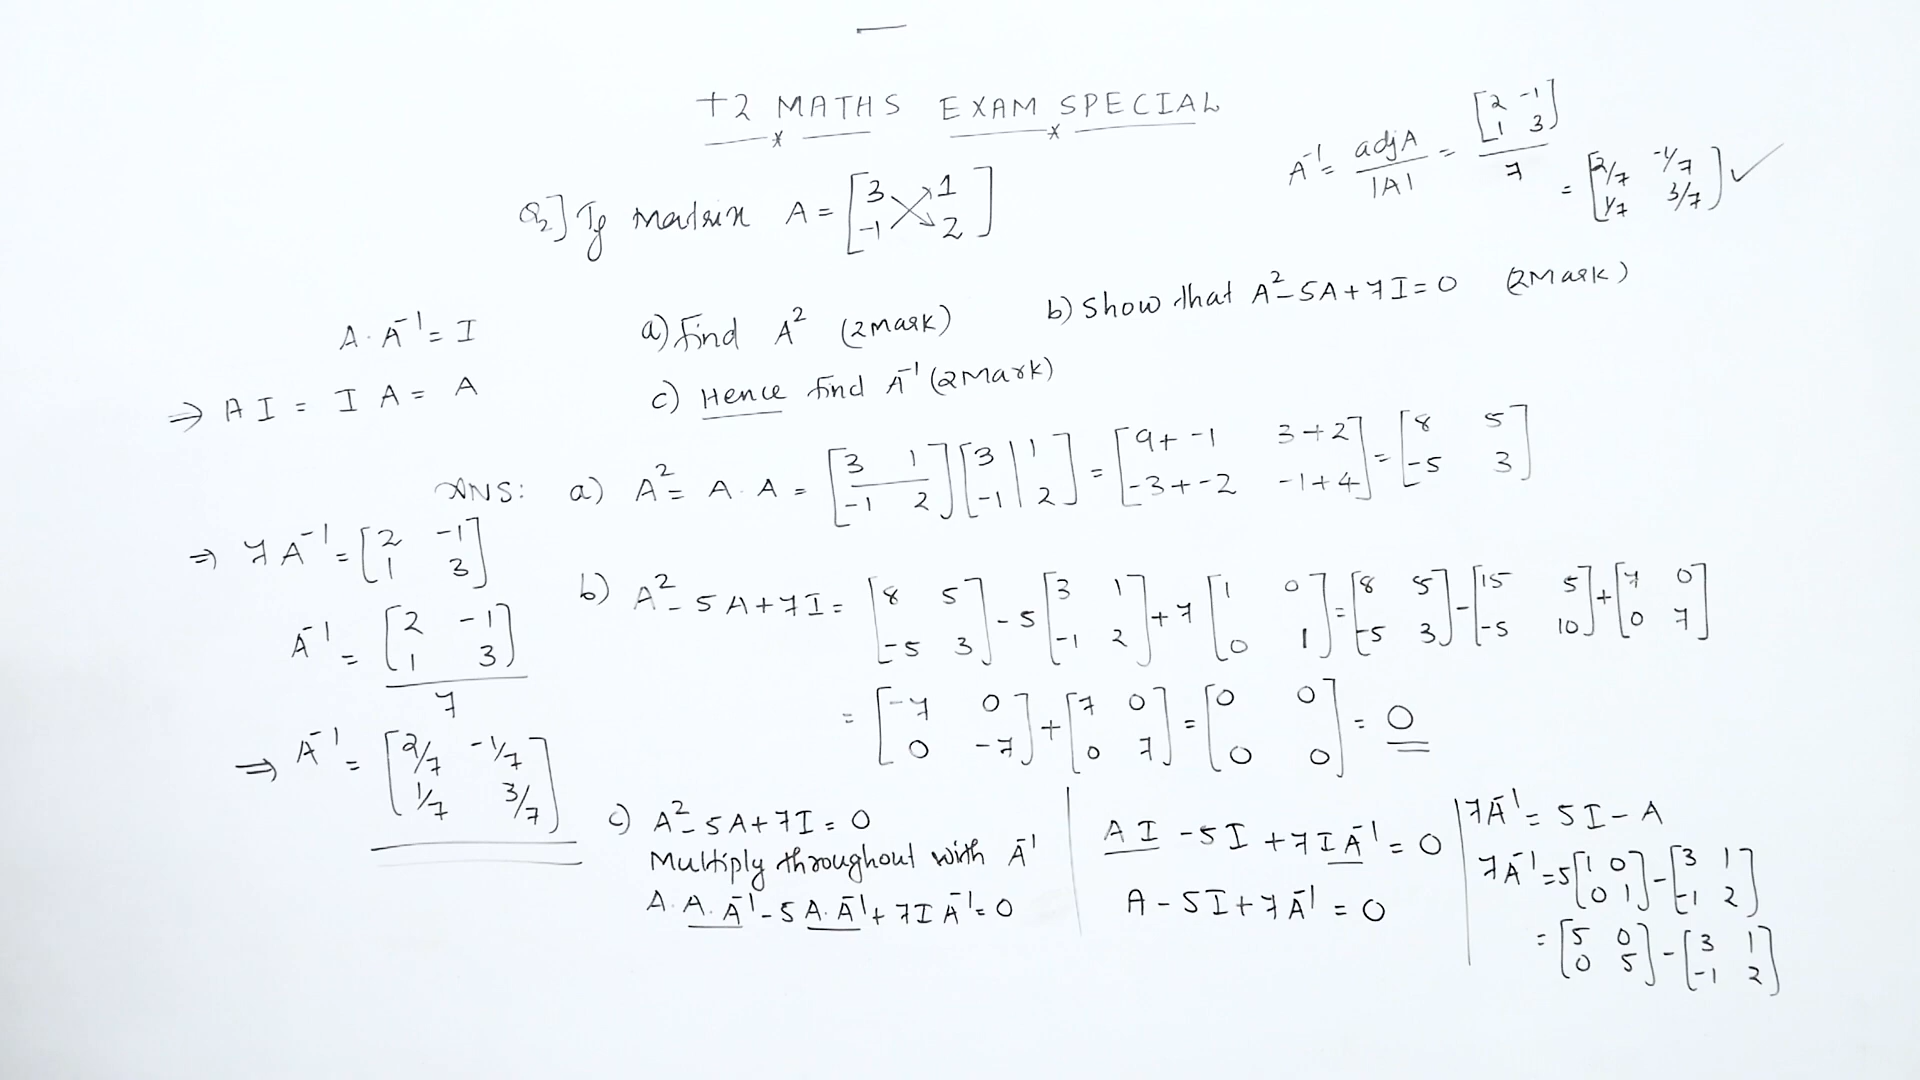 +2 MATHS EXAM SPECIAL
Q2] If matrix A = [3 1; -1 2]
A⁻¹ = adjA/|A| = [2 -1; 1 3]/7 = [2/7 -1/7; 1/7 3/7] ✓
a) find A² (2mark)
b) Show that A² - 5A + 7I = 0 (2Mark)
c) Hence find A⁻¹ (2Mark)
A·A⁻¹ = I
⇒ AI = IA = A
ANS: a) A² = A·A = [3 1; -1 2][3 1; -1 2] = [9+-1 3+2; -3+-2 -1+4] = [8 5; -5 3]
b) A² - 5A + 7I = [8 5; -5 3] - 5[3 1; -1 2] + 7[1 0; 0 1] = [8 5; -5 3] - [15 5; -5 10] + [7 0; 0 7]
= [-7 0; 0 -7] + [7 0; 0 7] = [0 0; 0 0] = 0
c) A² - 5A + 7I = 0
Multiply throughout with A⁻¹
A·A·A⁻¹ - 5A·A⁻¹ + 7IA⁻¹ = 0
AI - 5I + 7IA⁻¹ = 0
A - 5I + 7A⁻¹ = 0
7A⁻¹ = 5I - A
7A⁻¹ = 5[1 0; 0 1] - [3 1; -1 2]
= [5 0; 0 5] - [3 1; -1 2]
⇒ 7A⁻¹ = [2 -1; 1 3]
A⁻¹ = [2 -1; 1 3]/7
⇒ A⁻¹ = [2/7 -1/7; 1/7 3/7]